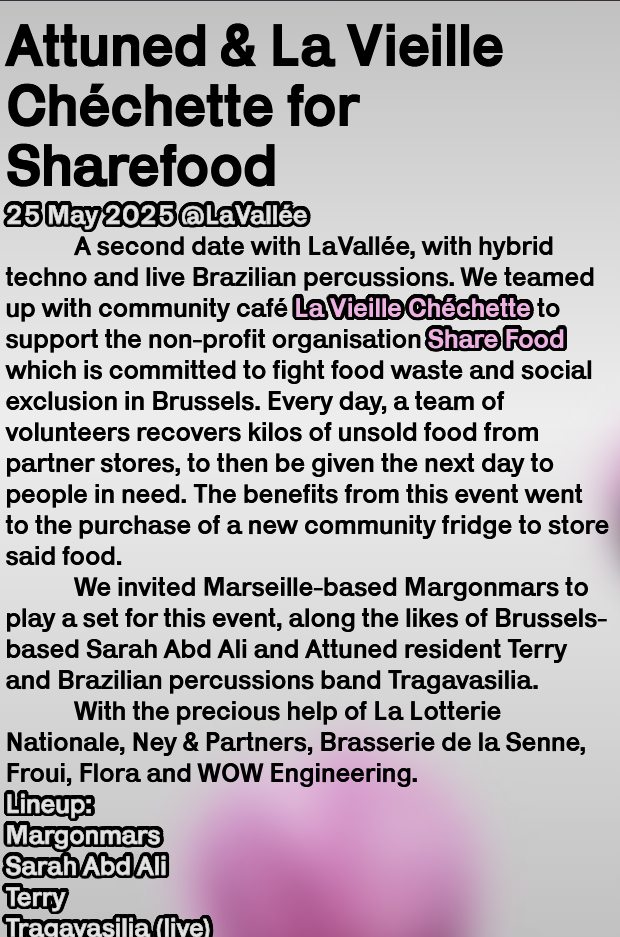 Attuned & La Vieille
Chéchette for
Sharefood
25 May 2025 @LaVallée
A second date with LaVallée, with hybrid
techno and live Brazilian percussions. We teamed
up with community café La Vieille Chéchette to
support the non-profit organisation Share Food
which is committed to fight food waste and social
exclusion in Brussels. Every day, a team of
volunteers recovers kilos of unsold food from
partner stores, to then be given the next day to
people in need. The benefits from this event went
to the purchase of a new community fridge to store
said food.
We invited Marseille-based Margonmars to
play a set for this event, along the likes of Brussels-
based Sarah Abd Ali and Attuned resident Terry
and Brazilian percussions band Tragavasilia.
With the precious help of La Lotterie
Nationale, Ney & Partners, Brasserie de la Senne,
Froui, Flora and WOW Engineering.
Lineup:
Margonmars
Sarah Abd Ali
Terry
Tragavasilia (live)